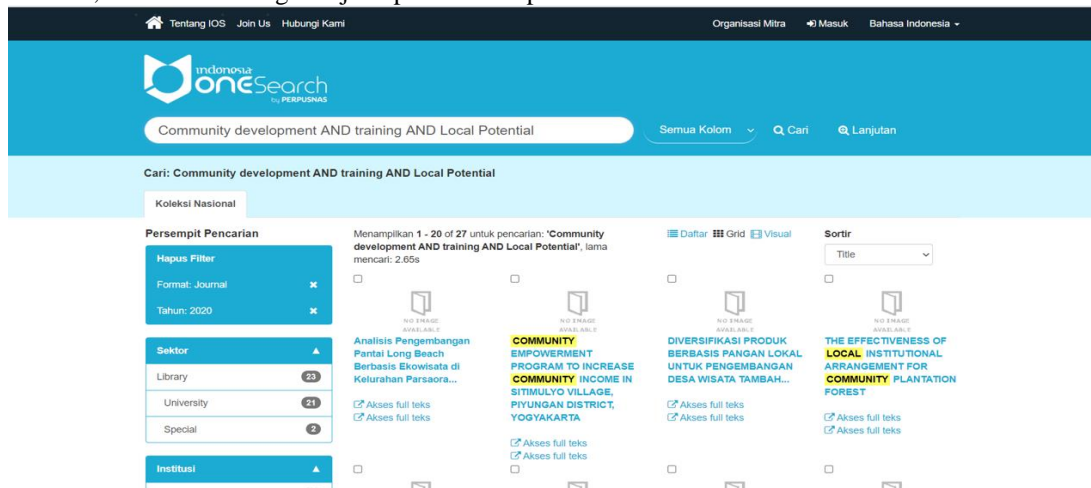 Tentang IOS Join Us Hubungi Kami Organisasi Mitra Masuk Bahasa Indonesia
indonesia
OneSearch
by PERPUSNAS
Community development AND training AND Local Potential Semua Kolom Cari Lanjutan
Cari: Community development AND training AND Local Potential
Koleksi Nasional
Persempit Pencarian
Hapus Filter
Format: Journal
Tahun: 2020
Sektor
Library 23
University 21
Special 2
Institusi
Menampilkan 1 - 20 of 27 untuk pencarian: 'Community
development AND training AND Local Potential', lama
mencari: 2.65s
Daftar Grid Visual
Sortir
Title
NO IMAGE
AVAILABLE
Analisis Pengembangan
Pantai Long Beach
Berbasis Ekowisata di
Kelurahan Parsaora...
Akses full teks
Akses full teks
NO IMAGE
AVAILABLE
COMMUNITY
EMPOWERMENT
PROGRAM TO INCREASE
COMMUNITY INCOME IN
SITIMULYO VILLAGE,
PIYUNGAN DISTRICT,
YOGYAKARTA
Akses full teks
Akses full teks
NO IMAGE
AVAILABLE
DIVERSIFIKASI PRODUK
BERBASIS PANGAN LOKAL
UNTUK PENGEMBANGAN
DESA WISATA TAMBAH...
Akses full teks
Akses full teks
NO IMAGE
AVAILABLE
THE EFFECTIVENESS OF
LOCAL INSTITUTIONAL
ARRANGEMENT FOR
COMMUNITY PLANTATION
FOREST
Akses full teks
Akses full teks